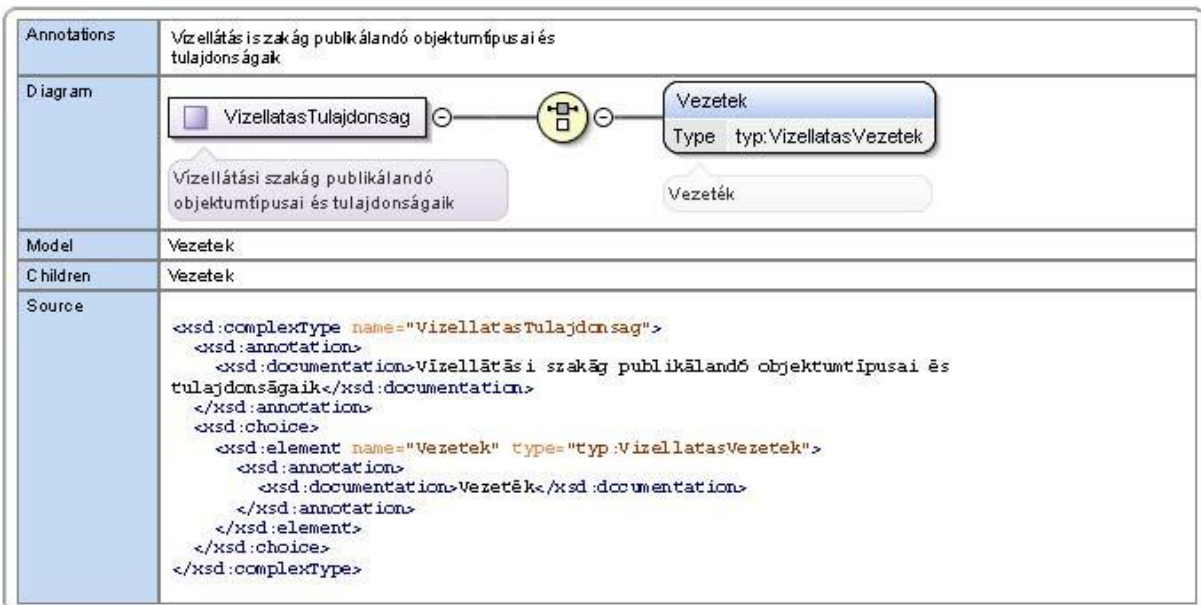 Annotations
Vízellátási szakág publikálandó objektumtípusai és
tulajdonságaik
Diagram
VizellatasTulajdonsag
Vezetek
Type typ:VizellatasVezetek
Vízellátási szakág publikálandó
objektumtípusai és tulajdonságaik
Vezeték
Model
Vezetek
Children
Vezetek
Source
<xsd:complexType name="VizellatasTulajdonsag">
<xsd:annotation>
<xsd:documentation>Vízellátási szakág publikálandó objektumtípusai és
tulajdonságaik</xsd:documentation>
</xsd:annotation>
<xsd:choice>
<xsd:element name="Vezetek" type="typ:VizellatasVezetek">
<xsd:annotation>
<xsd:documentation>Vezeték</xsd:documentation>
</xsd:annotation>
</xsd:element>
</xsd:choice>
</xsd:complexType>